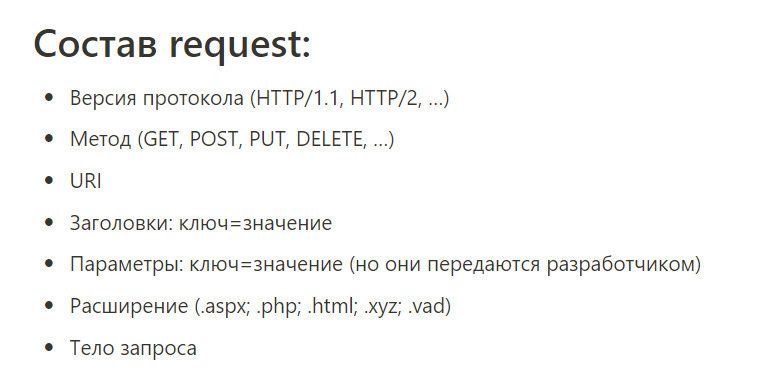 Состав request:
• Версия протокола (HTTP/1.1, HTTP/2, ...)
• Метод (GET, POST, PUT, DELETE, ...)
• URI
• Заголовки: ключ=значение
• Параметры: ключ=значение (но они передаются разработчиком)
• Расширение (.aspx; .php; .html; .xyz; .vad)
• Тело запроса